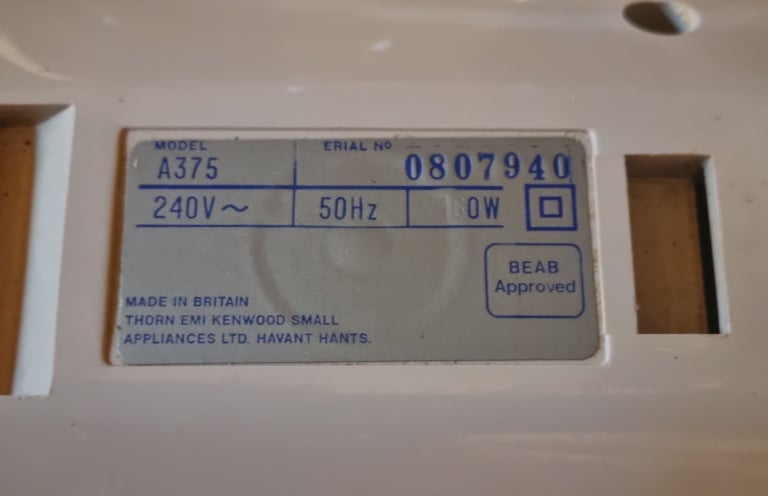 MODEL
ERIAL No
A375
0807940
240V~
50Hz
BEAB
Approved
MADE IN BRITAIN
THORN EMI KENWOOD SMALL
APPLIANCES LTD. HAVANT HANTS.